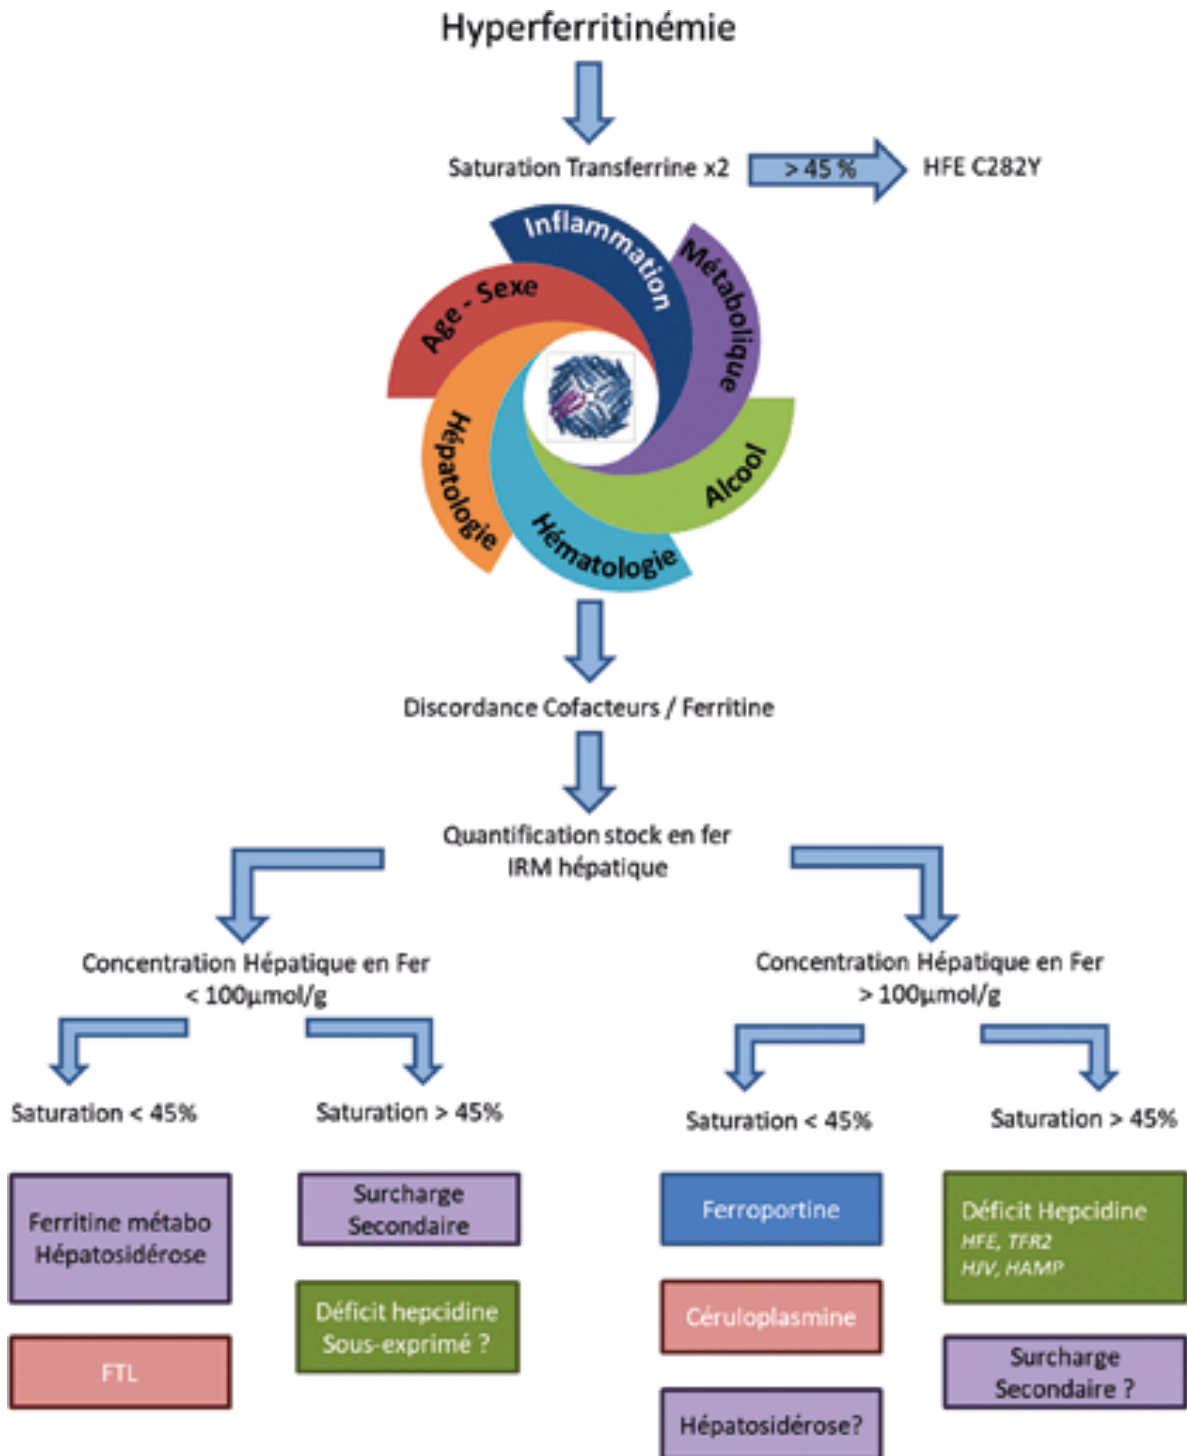 Hyperferritinémie
Saturation Transferrine x2
> 45 %
HFE C282Y
Inflammation
Métabolique
Age - Sexe
Alcool
Hépatologie
Hématologie
Discordance Cofacteurs / Ferritine
Quantification stock en fer
IRM hépatique
Concentration Hépatique en Fer
< 100µmol/g
Concentration Hépatique en Fer
> 100µmol/g
Saturation < 45%
Saturation > 45%
Saturation < 45%
Saturation > 45%
Ferritine métabo
Hépatosidérose
FTL
Surcharge
Secondaire
Déficit hepcidine
Sous-exprimé ?
Ferroportine
Céruloplasmine
Hépatosidérose?
Déficit Hepcidine
HFE, TFR2
HJV, HAMP
Surcharge
Secondaire ?